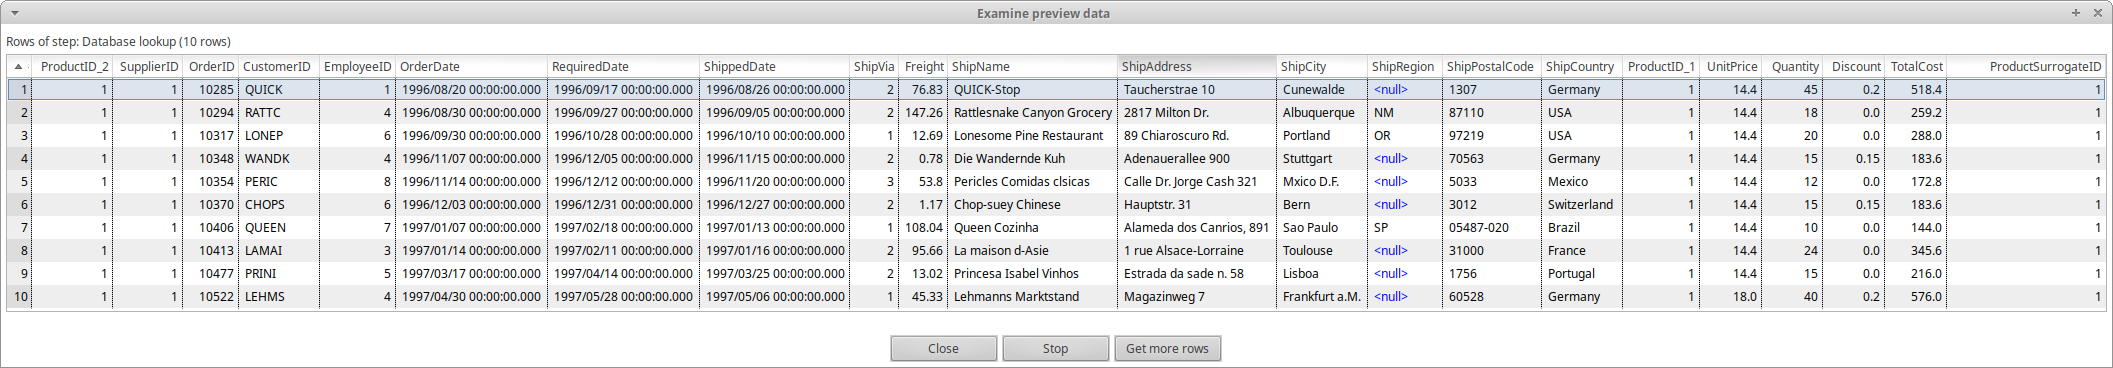 Examine preview data
Rows of step: Database lookup (10 rows)
ProductID_2 SupplierID OrderID CustomerID EmployeeID OrderDate RequiredDate ShippedDate ShipVia Freight ShipName ShipAddress ShipCity ShipRegion ShipPostalCode ShipCountry ProductID_1 UnitPrice Quantity Discount TotalCost ProductSurrogateID
1 1 1 10285 QUICK 1 1996/08/20 00:00:00.000 1996/09/17 00:00:00.000 1996/08/26 00:00:00.000 2 76.83 QUICK-Stop Taucherstrae 10 Cunewalde <null> 1307 Germany 1 14.4 45 0.2 518.4 1
2 1 1 10294 RATTC 4 1996/08/30 00:00:00.000 1996/09/27 00:00:00.000 1996/09/05 00:00:00.000 2 147.26 Rattlesnake Canyon Grocery 2817 Milton Dr. Albuquerque NM 87110 USA 1 14.4 18 0.0 259.2 1
3 1 1 10317 LONEP 6 1996/09/30 00:00:00.000 1996/10/28 00:00:00.000 1996/10/10 00:00:00.000 1 12.69 Lonesome Pine Restaurant 89 Chiaroscuro Rd. Portland OR 97219 USA 1 14.4 20 0.0 288.0 1
4 1 1 10348 WANDK 4 1996/11/07 00:00:00.000 1996/12/05 00:00:00.000 1996/11/15 00:00:00.000 2 0.78 Die Wandernde Kuh Adenauerallee 900 Stuttgart <null> 70563 Germany 1 14.4 15 0.15 183.6 1
5 1 1 10354 PERIC 8 1996/11/14 00:00:00.000 1996/12/12 00:00:00.000 1996/11/20 00:00:00.000 3 53.8 Pericles Comidas clsicas Calle Dr. Jorge Cash 321 Mxico D.F. <null> 5033 Mexico 1 14.4 12 0.0 172.8 1
6 1 1 10370 CHOPS 6 1996/12/03 00:00:00.000 1996/12/31 00:00:00.000 1996/12/27 00:00:00.000 2 1.17 Chop-suey Chinese Hauptstr. 31 Bern <null> 3012 Switzerland 1 14.4 15 0.15 183.6 1
7 1 1 10406 QUEEN 7 1997/01/07 00:00:00.000 1997/02/18 00:00:00.000 1997/01/13 00:00:00.000 1 108.04 Queen Cozinha Alameda dos Canrios, 891 Sao Paulo SP 05487-020 Brazil 1 14.4 10 0.0 144.0 1
8 1 1 10413 LAMAI 3 1997/01/14 00:00:00.000 1997/02/11 00:00:00.000 1997/01/16 00:00:00.000 2 95.66 La maison d-Asie 1 rue Alsace-Lorraine Toulouse <null> 31000 France 1 14.4 24 0.0 345.6 1
9 1 1 10477 PRINI 5 1997/03/17 00:00:00.000 1997/04/14 00:00:00.000 1997/03/25 00:00:00.000 2 13.02 Princesa Isabel Vinhos Estrada da sade n. 58 Lisboa <null> 1756 Portugal 1 14.4 15 0.0 216.0 1
10 1 1 10522 LEHMS 4 1997/04/30 00:00:00.000 1997/05/28 00:00:00.000 1997/05/06 00:00:00.000 1 45.33 Lehmanns Marktstand Magazinweg 7 Frankfurt a.M. <null> 60528 Germany 1 18.0 40 0.2 576.0 1
Close Stop Get more rows